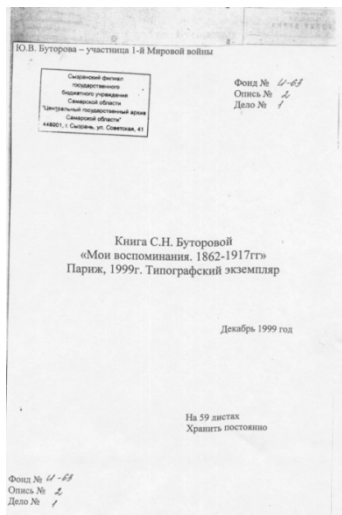 Ю.В. Буторова – участница 1-й Мировой войны
Сызранский филиал
государственного
бюджетного учреждения
Самарской области
"Центральный государственный архив
Самарской области"
446001, г. Сызрань, ул. Советская, 41
Фонд № И-63
Опись № 2
Дело № 1
Книга С.Н. Буторовой
«Мои воспоминания. 1862-1917гг»
Париж, 1999г. Типографский экземпляр
Декабрь 1999 год
На 59 листах
Хранить постоянно
Фонд № И-63
Опись № 2
Дело № 1